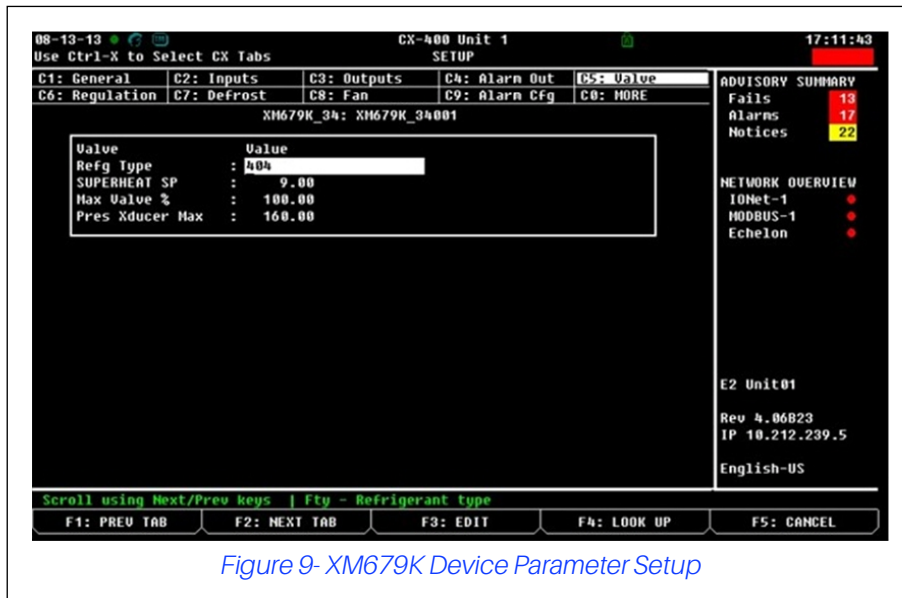 08-13-13 CX-400 Unit 1 17:11:43
Use Ctrl-X to Select CX Tabs SETUP
C1: General C2: Inputs C3: Outputs C4: Alarm Out C5: Valve
C6: Regulation C7: Defrost C8: Fan C9: Alarm Cfg C0: MORE
XM679K_34: XM679K_34001
Valve Value
Refg Type : 404
SUPERHEAT SP : 9.00
Max Valve % : 100.00
Pres Xducer Max : 160.00
ADVISORY SUMMARY
Fails 13
Alarms 17
Notices 22
NETWORK OVERVIEW
IONet-1
MODBUS-1
Echelon
E2 Unit01
Rev 4.06B23
IP 10.212.239.5
English-US
Scroll using Next/Prev keys | Fty - Refrigerant type
F1: PREV TAB F2: NEXT TAB F3: EDIT F4: LOOK UP F5: CANCEL
Figure 9- XM679K Device Parameter Setup